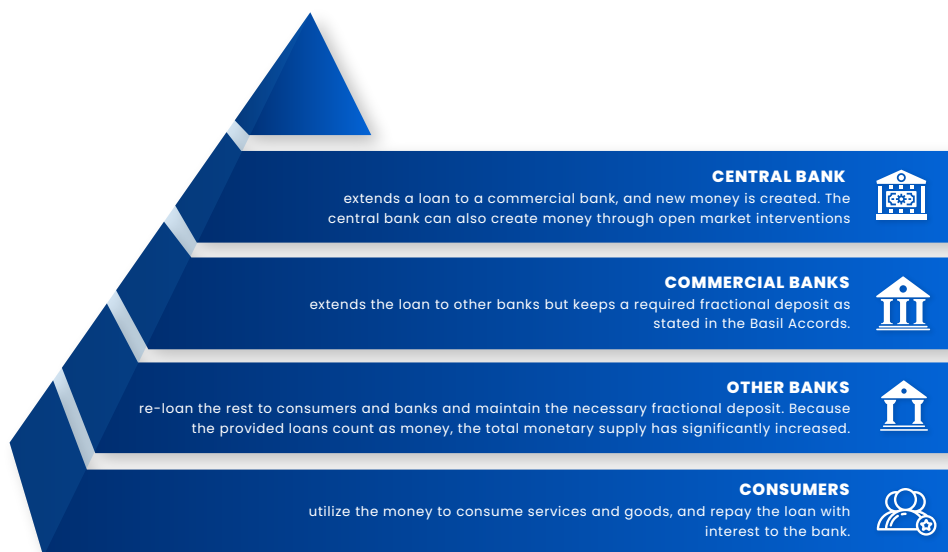 CENTRAL BANK
extends a loan to a commercial bank, and new money is created. The
central bank can also create money through open market interventions
COMMERCIAL BANKS
extends the loan to other banks but keeps a required fractional deposit as
stated in the Basil Accords.
OTHER BANKS
re-loan the rest to consumers and banks and maintain the necessary fractional deposit. Because
the provided loans count as money, the total monetary supply has significantly increased.
CONSUMERS
utilize the money to consume services and goods, and repay the loan with
interest to the bank.